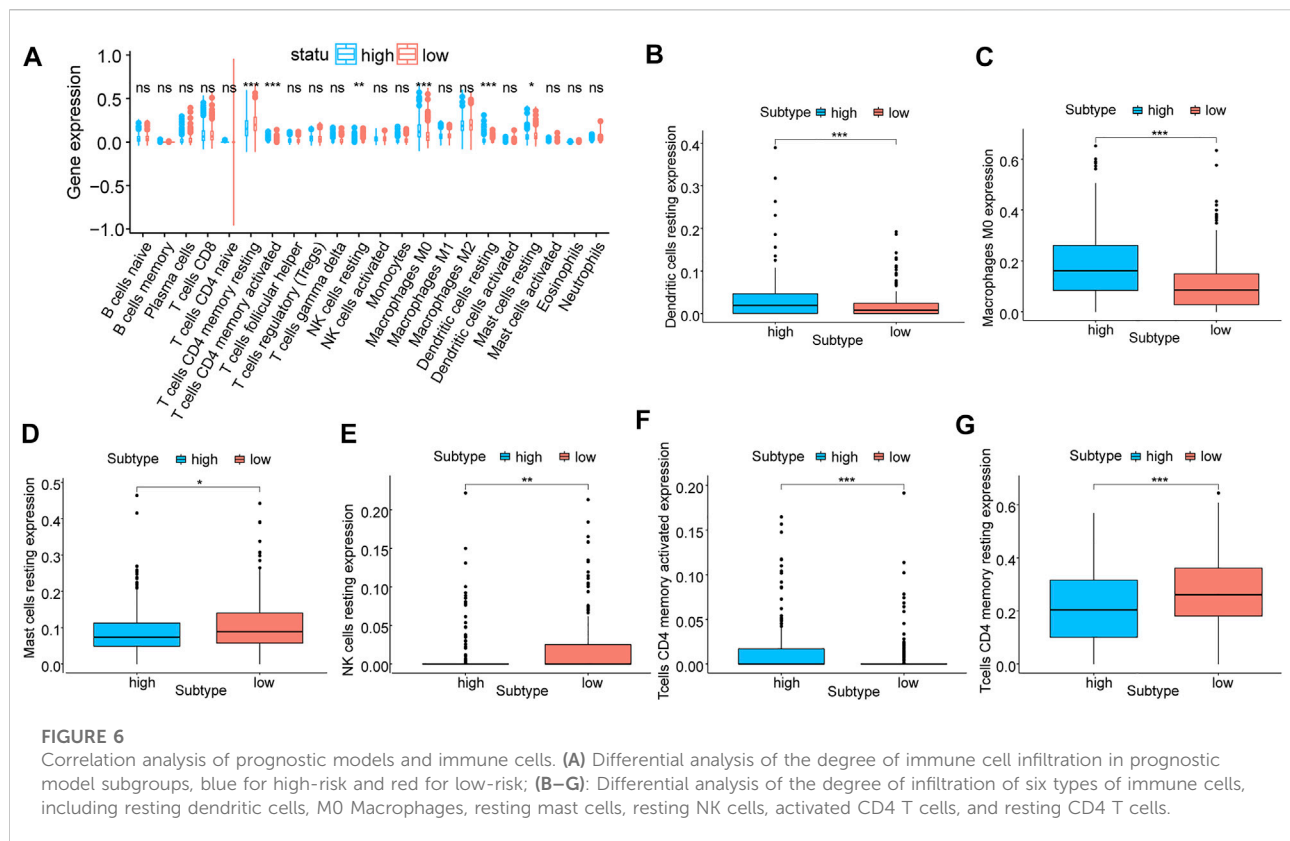 A
statu high low
Gene expression
1.0
0.5
0.0
−0.5
−1.0
ns ns ns ns ns *** *** ns ns ns ** ns ns *** ns ns *** ns * ns ns ns
B cells naive
B cells memory
Plasma cells
T cells CD8
T cells CD4 naive
T cells CD4 memory resting
T cells CD4 memory activated
T cells follicular helper
T cells regulatory (Tregs)
T cells gamma delta
NK cells resting
NK cells activated
Monocytes
Macrophages M0
Macrophages M1
Macrophages M2
Dendritic cells resting
Dendritic cells activated
Mast cells resting
Mast cells activated
Eosinophils
Neutrophils
B
Subtype high low
Dendritic cells resting expression
***
0.4
0.3
0.2
0.1
0.0
high low
Subtype
C
Subtype high low
Macrophages M0 expression
***
0.6
0.4
0.2
0.0
high low
Subtype
D
Subtype high low
Mast cells resting expression
*
0.5
0.4
0.3
0.2
0.1
0.0
high low
Subtype
E
Subtype high low
NK cells resting expression
**
0.20
0.15
0.10
0.05
0.00
high low
Subtype
F
Subtype high low
Tcells CD4 memory activated expression
***
0.20
0.15
0.10
0.05
0.00
high low
Subtype
G
Subtype high low
Tcells CD4 memory resting expression
***
0.6
0.4
0.2
0.0
high low
Subtype
FIGURE 6
Correlation analysis of prognostic models and immune cells. (A) Differential analysis of the degree of immune cell infiltration in prognostic
model subgroups, blue for high-risk and red for low-risk; (B–G): Differential analysis of the degree of infiltration of six types of immune cells,
including resting dendritic cells, M0 Macrophages, resting mast cells, resting NK cells, activated CD4 T cells, and resting CD4 T cells.